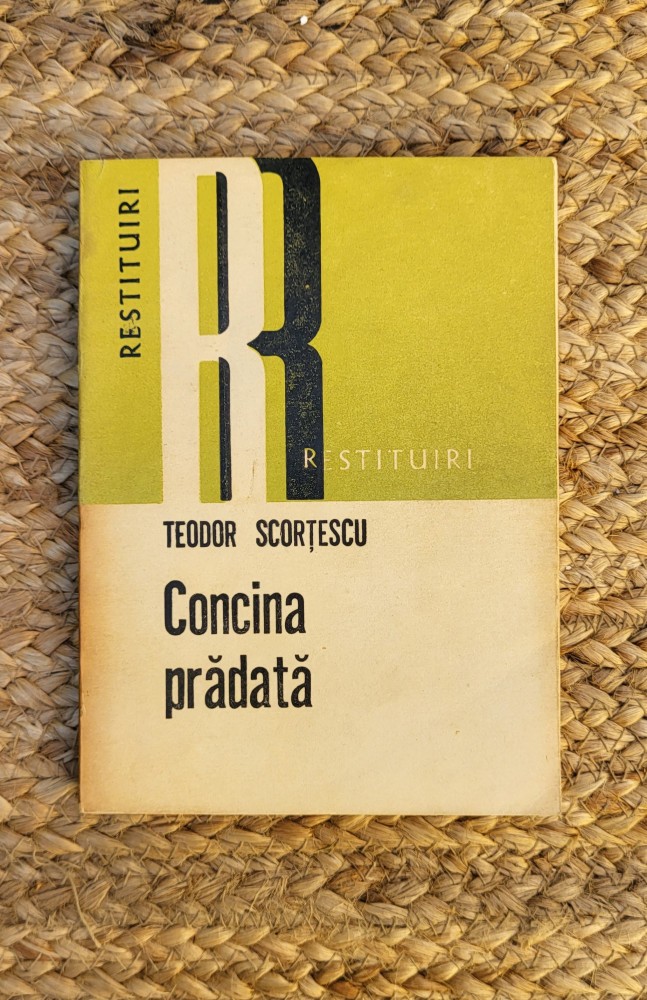 RESTITUIRI
R
RESTITUIRI
TEODOR SCORȚESCU
Concina
prădată